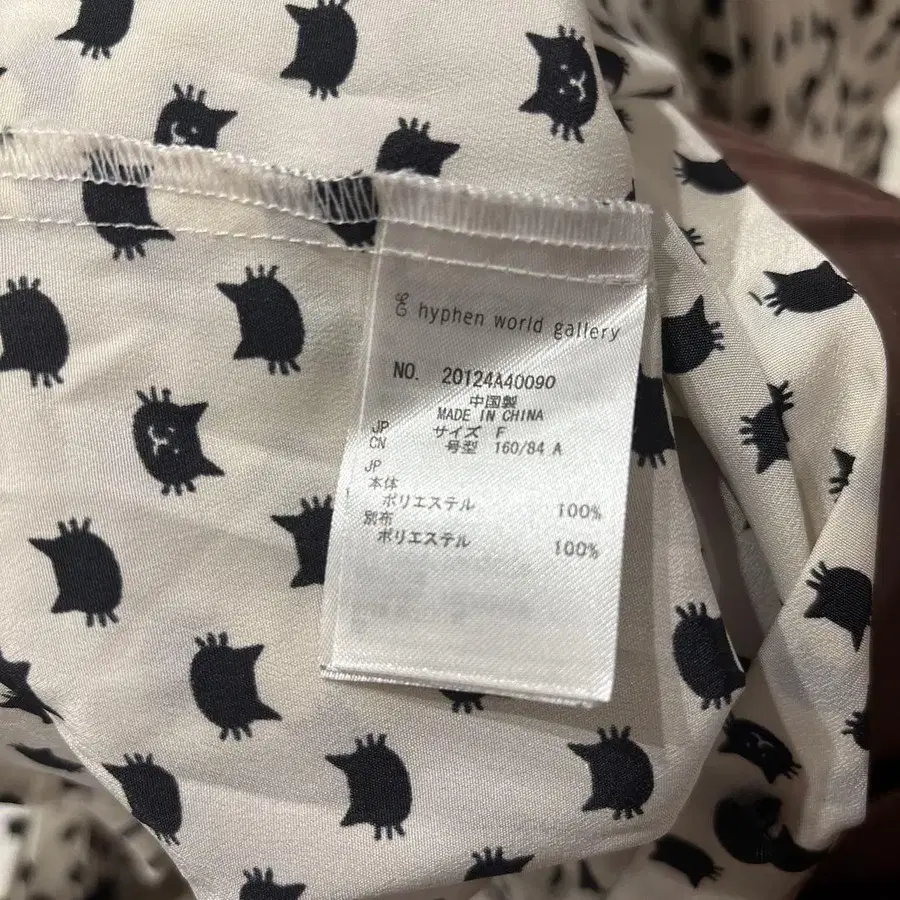 hyphen world gallery
NO. 20124A40090
中国製
MADE IN CHINA
JP サイズ F
CN 号型 160/84 A
JP
本体
ポリエステル 100%
別布
ポリエステル 100%